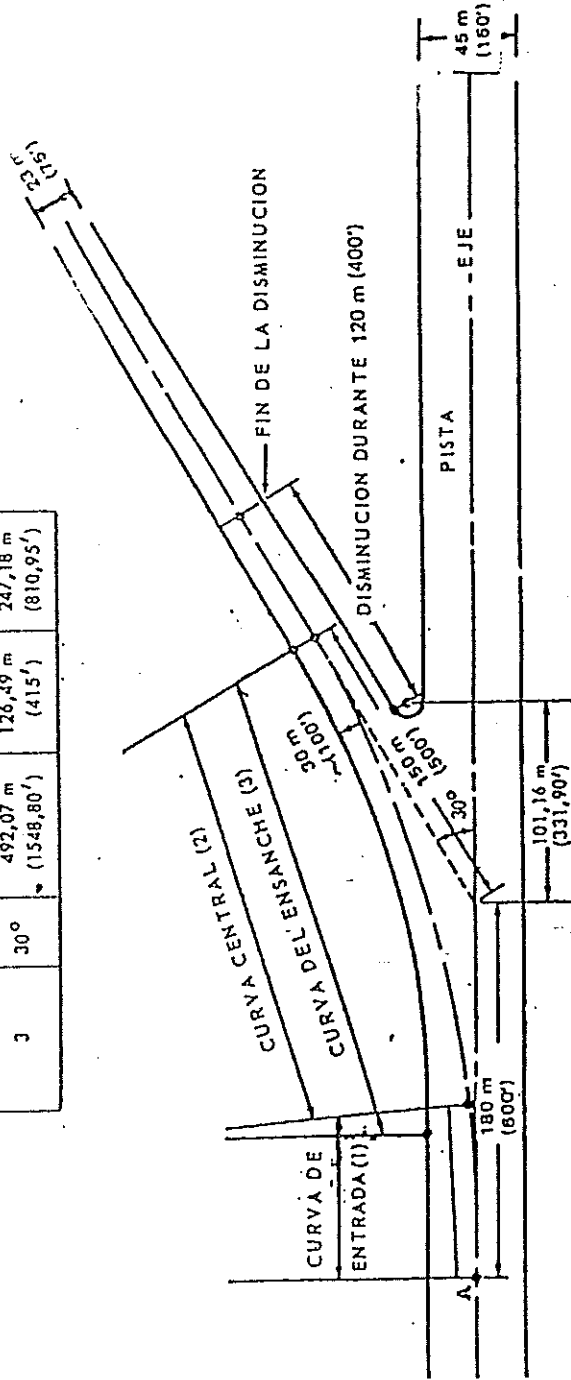 3 30° 492,07 m 126,49 m 247,18 m
(1548,80') (415') (810,95')
23 m
(75')
FIN DE LA DISMINUCION
DISMINUCION DURANTE 120 m (400')
CURVA CENTRAL (2)
CURVA DEL ENSANCHE (3)
30 m
(100')
150 m
(500')
30°
CURVA DE
ENTRADA (1)
A
180 m
(600')
101,16 m
(331,90')
PISTA
EJE
45 m
(160')